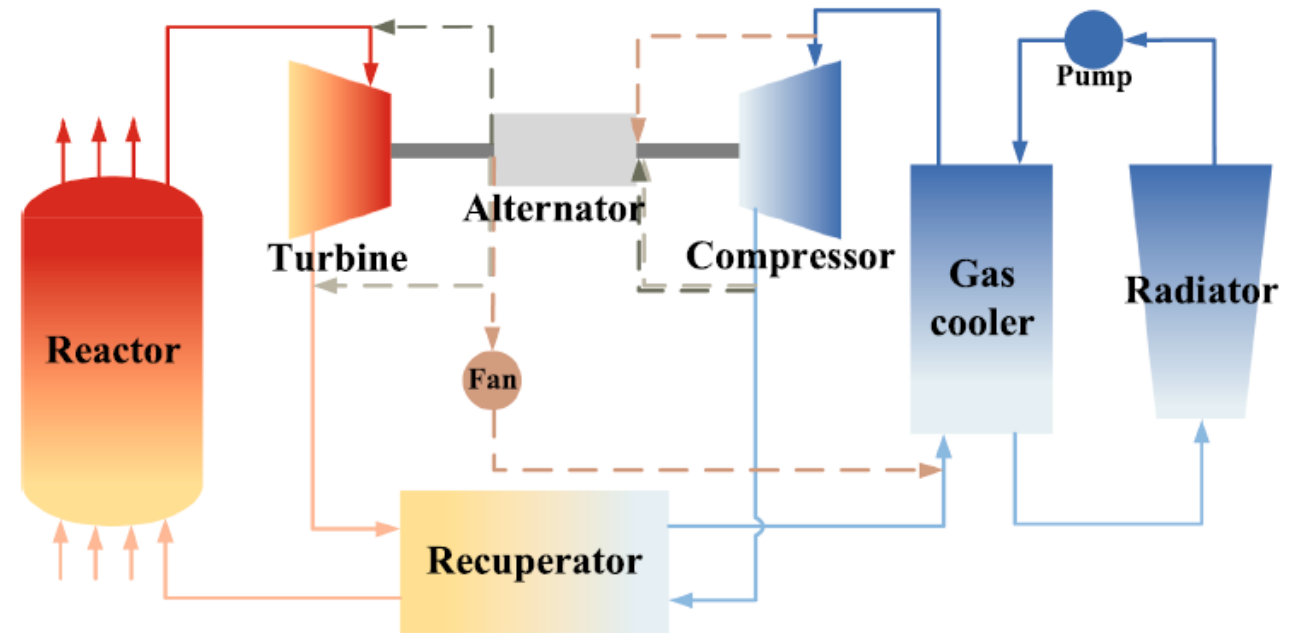 Pump
Alternator
Turbine
Compressor
Gas
cooler
Radiator
Reactor
Fan
Recuperator